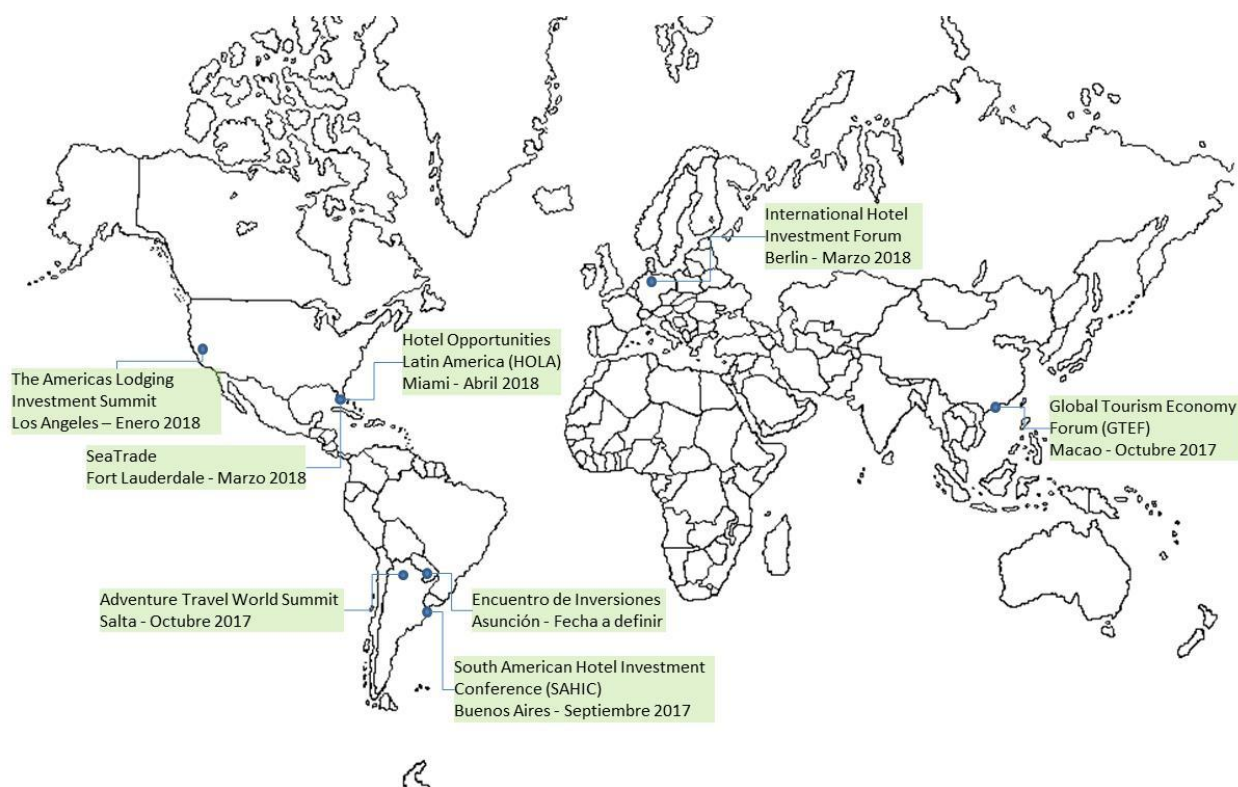 International Hotel
Investment Forum
Berlin - Marzo 2018
Hotel Opportunities
Latin America (HOLA)
Miami - Abril 2018
The Americas Lodging
Investment Summit
Los Angeles – Enero 2018
Global Tourism Economy
Forum (GTEF)
Macao - Octubre 2017
SeaTrade
Fort Lauderdale - Marzo 2018
Adventure Travel World Summit
Salta - Octubre 2017
Encuentro de Inversiones
Asunción - Fecha a definir
South American Hotel Investment
Conference (SAHIC)
Buenos Aires - Septiembre 2017